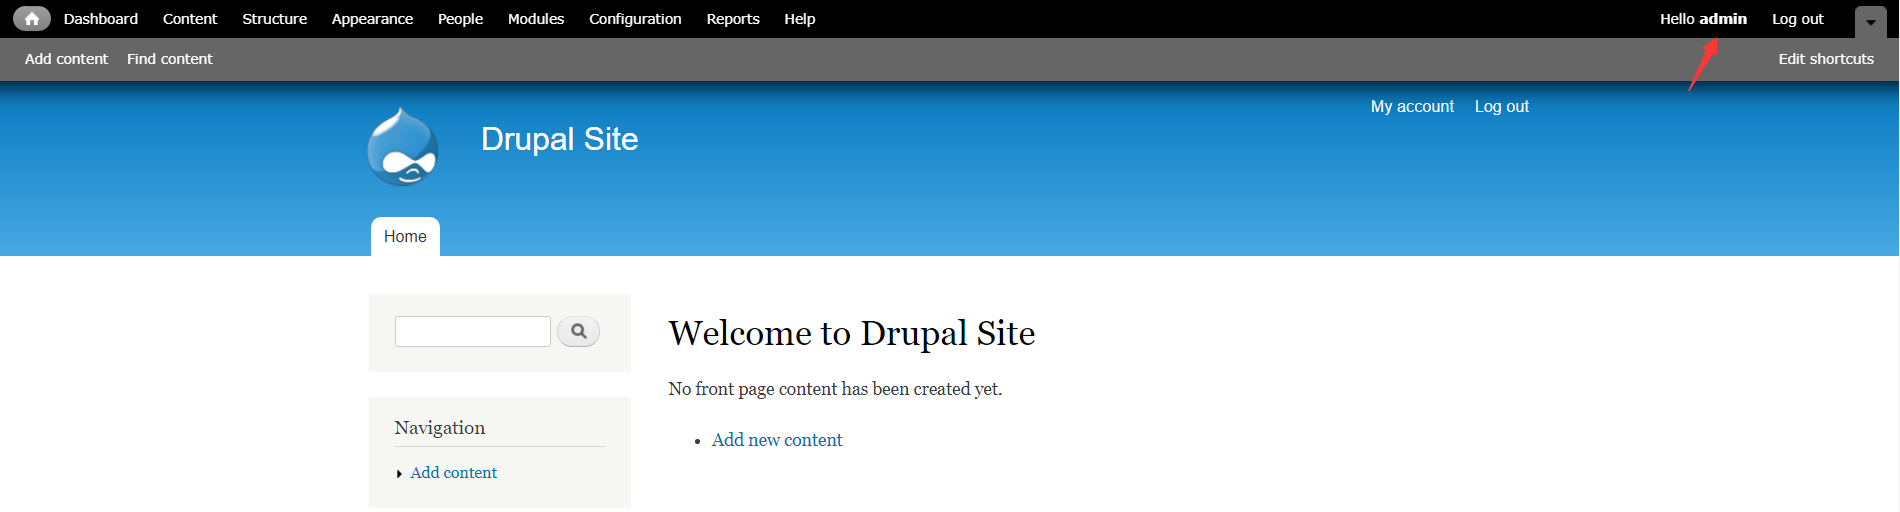 Dashboard Content Structure Appearance People Modules Configuration Reports Help Hello admin Log out
Add content Find content Edit shortcuts
My account Log out
Drupal Site
Home
Welcome to Drupal Site
No front page content has been created yet.
Navigation
Add new content
Add content